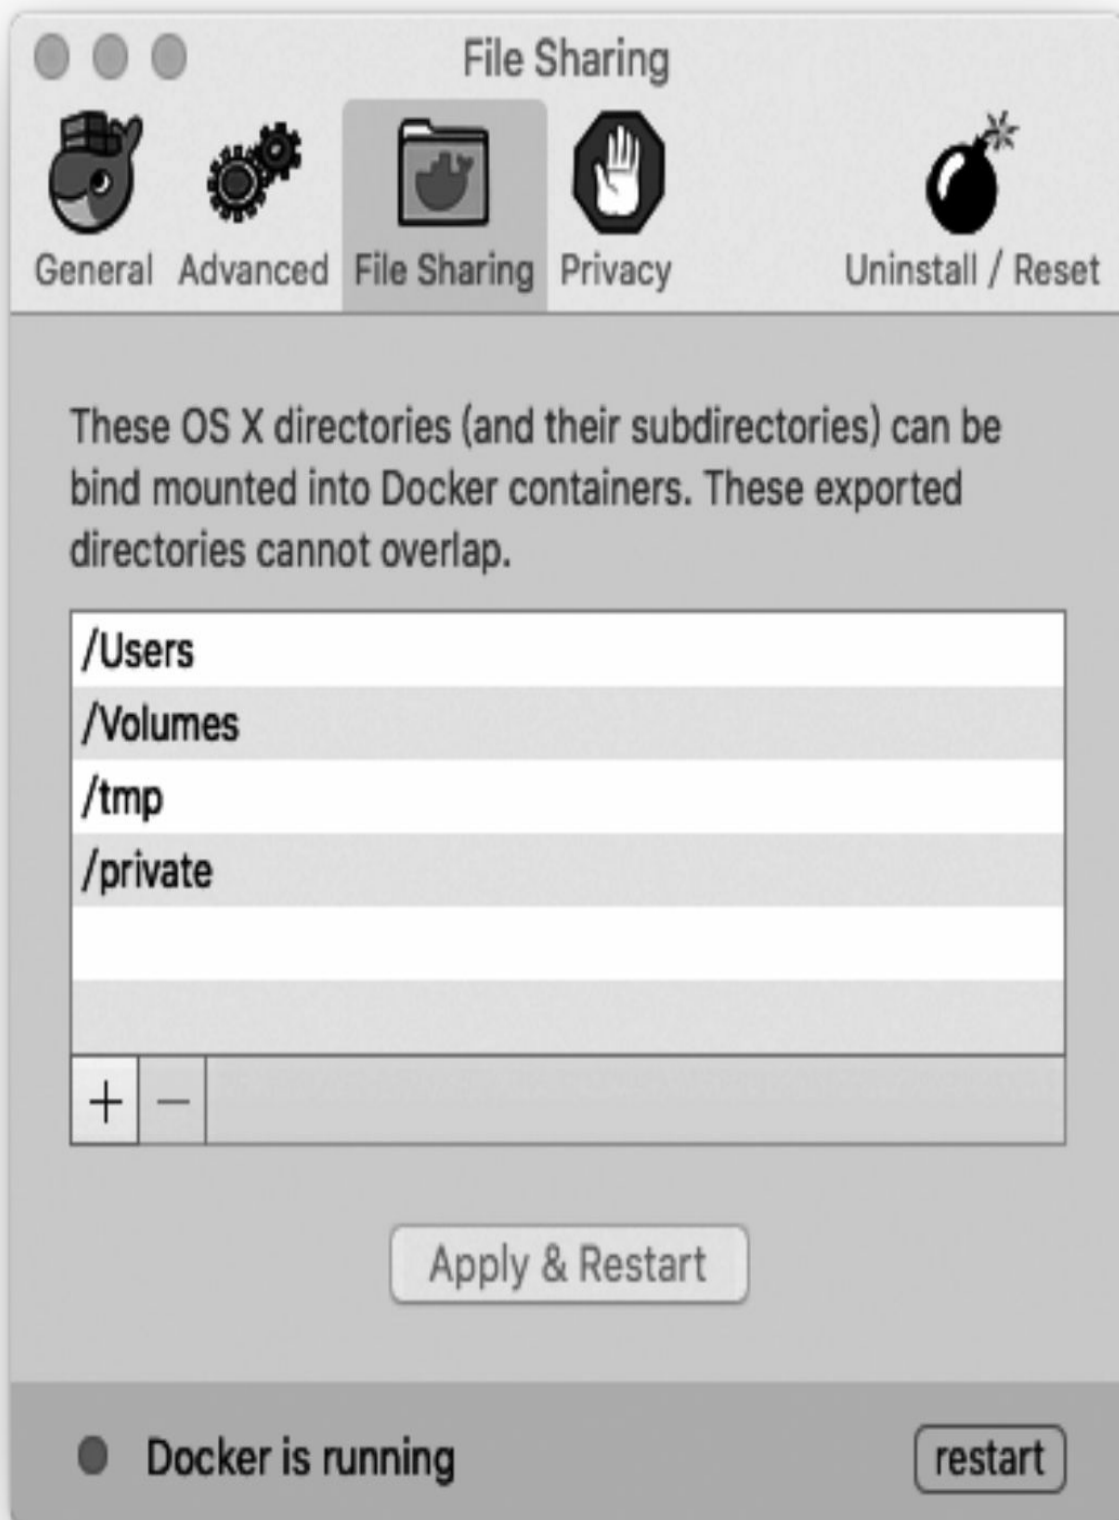 File Sharing
General Advanced File Sharing Privacy Uninstall / Reset
These OS X directories (and their subdirectories) can be
bind mounted into Docker containers. These exported
directories cannot overlap.
/Users
/Volumes
/tmp
/private
+ −
Apply & Restart
Docker is running restart